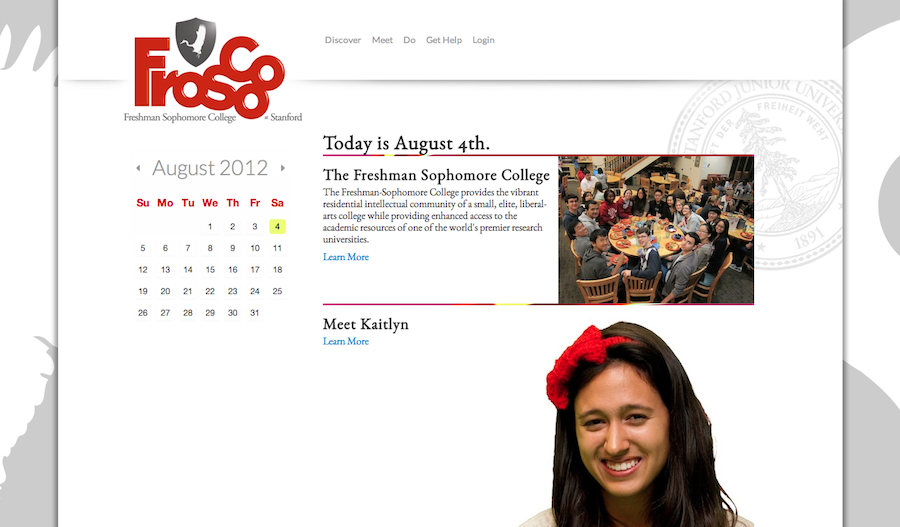 Froso Co
Freshman Sophomore College at Stanford
Discover Meet Do Get Help Login
August 2012
Su Mo Tu We Th Fr Sa
1 2 3 4
5 6 7 8 9 10 11
12 13 14 15 16 17 18
19 20 21 22 23 24 25
26 27 28 29 30 31
Today is August 4th.
The Freshman Sophomore College
The Freshman-Sophomore College provides the vibrant
residential intellectual community of a small, elite, liberal-
arts college while providing enhanced access to the
academic resources of one of the world's premier research
universities.
Learn More
Meet Kaitlyn
Learn More
STANFORD JUNIOR UNIVER
DIE LUFT DER FREIHEIT WEHT
1891